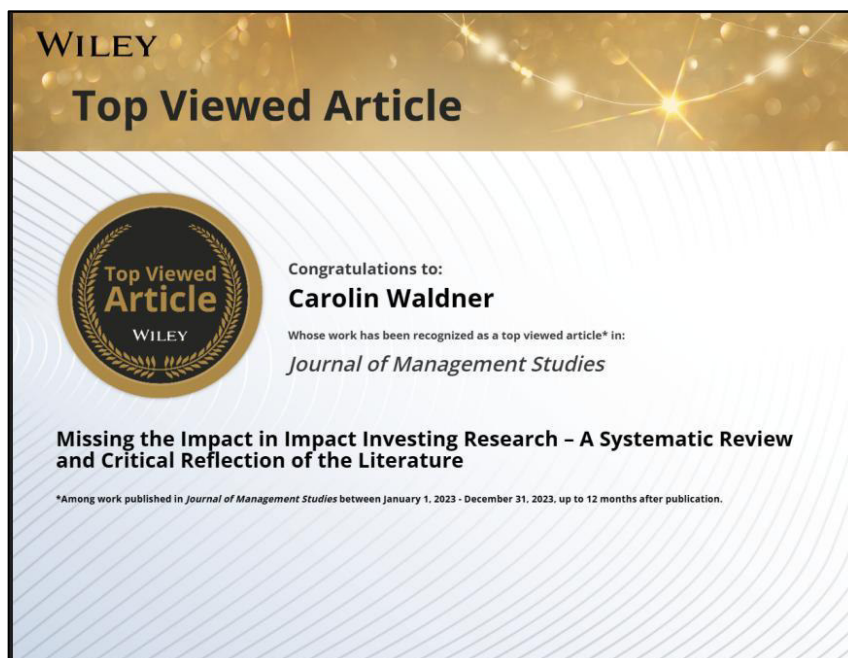 WILEY
Top Viewed Article
Top Viewed
Article
WILEY
Congratulations to:
Carolin Waldner
Whose work has been recognized as a top viewed article* in:
Journal of Management Studies
Missing the Impact in Impact Investing Research – A Systematic Review
and Critical Reflection of the Literature
*Among work published in Journal of Management Studies between January 1, 2023 - December 31, 2023, up to 12 months after publication.